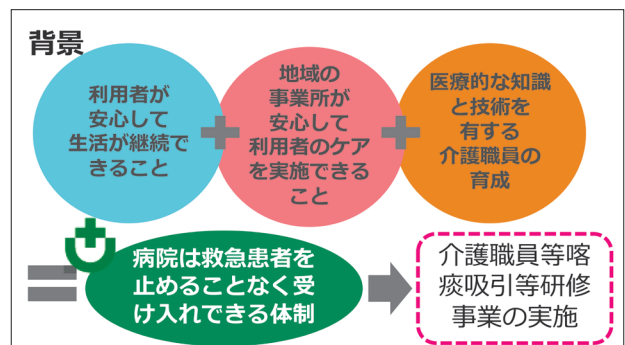 背景
利用者が
安心して
生活が継続で
きること
地域の
事業所が
安心して
利用者のケア
を実施できる
こと
医療的な知識
と技術を
有する
介護職員の
育成
病院は救急患者を
止めることなく受
け入れできる体制
介護職員等喀
痰吸引等研修
事業の実施